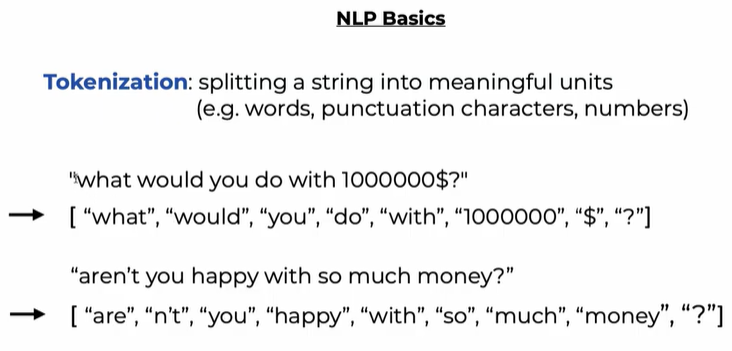 NLP Basics
Tokenization: splitting a string into meaningful units
(e.g. words, punctuation characters, numbers)
"what would you do with 1000000$?"
[ “what”, “would”, “you”, “do”, “with”, “1000000”, “$”, “?”]
“aren’t you happy with so much money?”
[ “are”, “n’t”, “you”, “happy”, “with”, “so”, “much”, “money”, “?”]